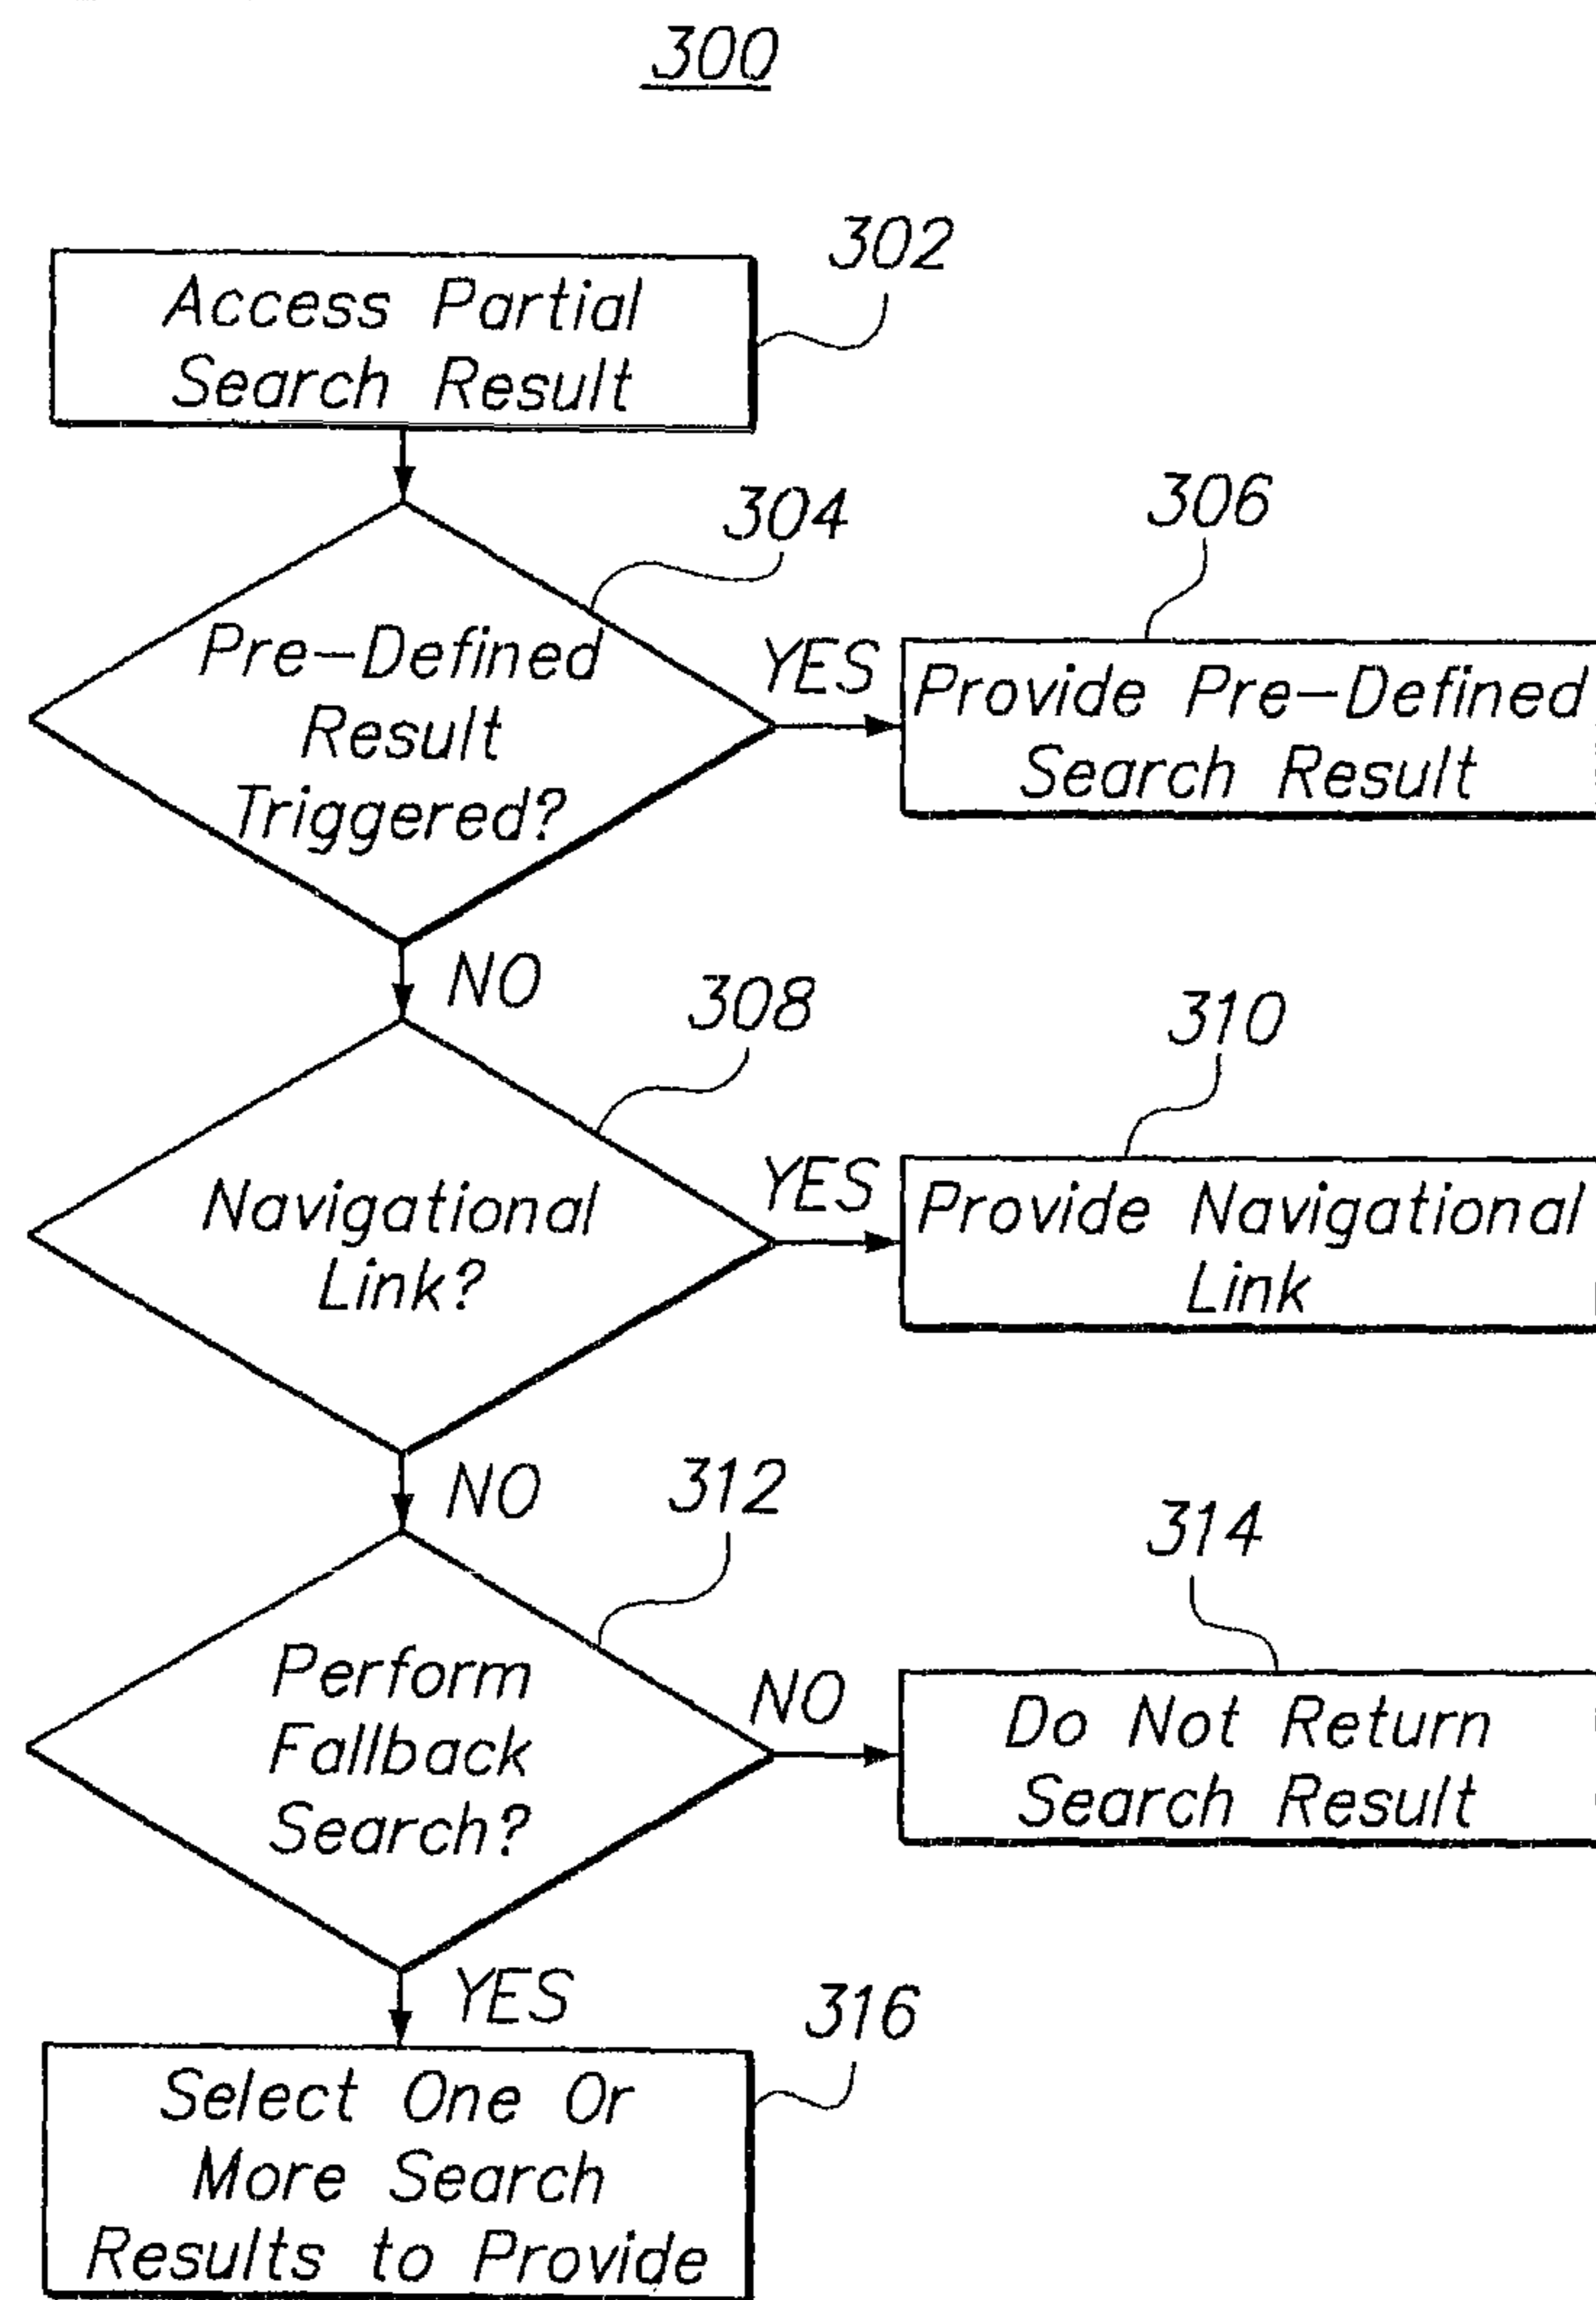 300
302
Access Partial
Search Result
304
306
Pre-Defined
Result
Triggered?
YES
Provide Pre-Defined
Search Result
NO
308
310
Navigational
Link?
YES
Provide Navigational
Link
NO
312
314
Perform
Fallback
Search?
NO
Do Not Return
Search Result
YES
316
Select One Or
More Search
Results to Provide